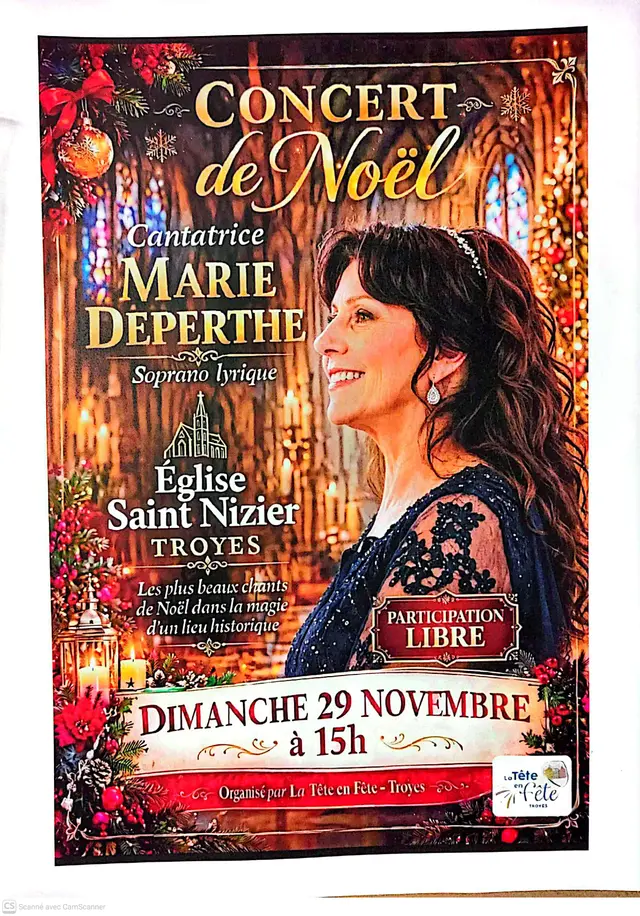 CONCERT
de Noël
Cantatrice
MARIE
DEPERTHE
Soprano lyrique
Église
Saint Nizier
TROYES
Les plus beaux chants
de Noël dans la magie
d'un lieu historique
PARTICIPATION
LIBRE
DIMANCHE 29 NOVEMBRE
à 15h
Organisé par La Tête en Fête - Troyes
La Tête
en Fête
TROYES
CS Scanné avec CamScanner